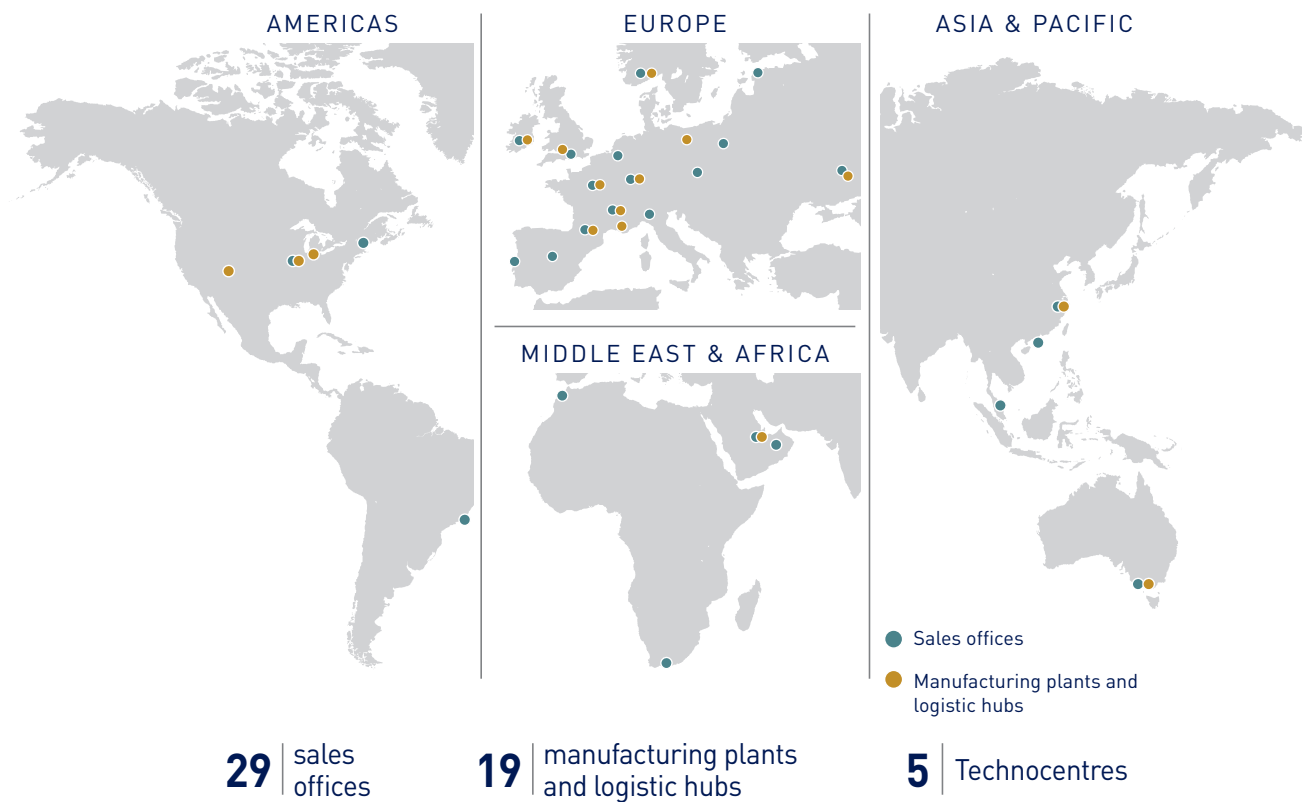 AMERICAS
EUROPE
ASIA & PACIFIC
MIDDLE EAST & AFRICA
Sales offices
Manufacturing plants and
logistic hubs
29
sales
offices
19
manufacturing plants
and logistic hubs
5
Technocentres